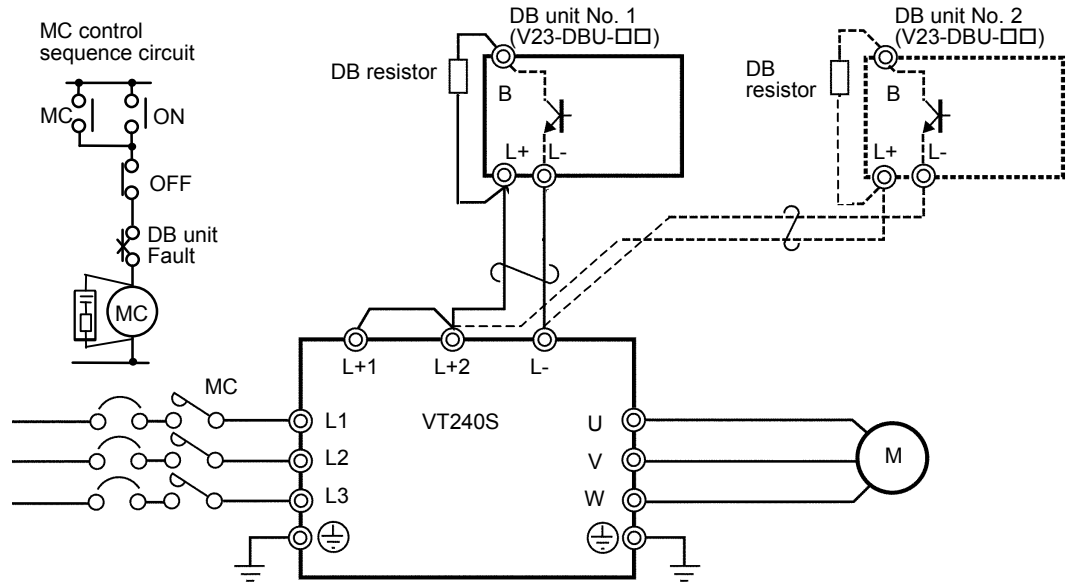 MC control
sequence circuit
MC
ON
OFF
DB unit
Fault
MC
DB unit No. 1
(V23-DBU-□□)
DB resistor
B
L+
L-
DB unit No. 2
(V23-DBU-□□)
DB
resistor
B
L+
L-
L+1
L+2
L-
MC
L1
L2
L3
VT240S
U
V
W
M